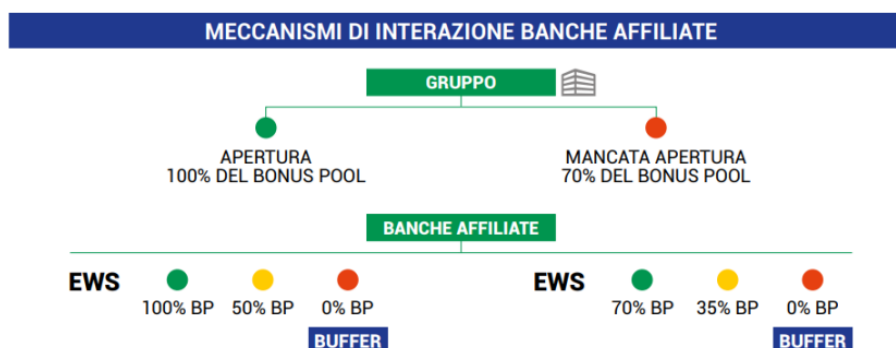 MECCANISMI DI INTERAZIONE BANCHE AFFILIATE
GRUPPO
APERTURA
100% DEL BONUS POOL
MANCATA APERTURA
70% DEL BONUS POOL
BANCHE AFFILIATE
EWS
100% BP
50% BP
0% BP
BUFFER
EWS
70% BP
35% BP
0% BP
BUFFER